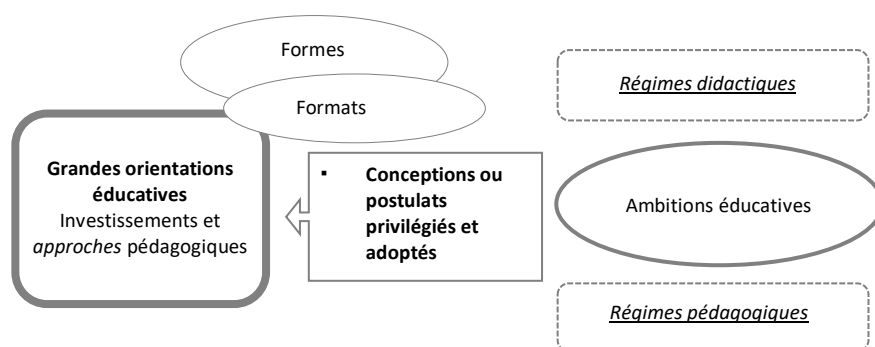 Formes
Formats
Grandes orientations
éducatives
Investissements et
approches pédagogiques
▪ Conceptions ou
postulats
privilégiés et
adoptés
Régimes didactiques
Ambitions éducatives
Régimes pédagogiques